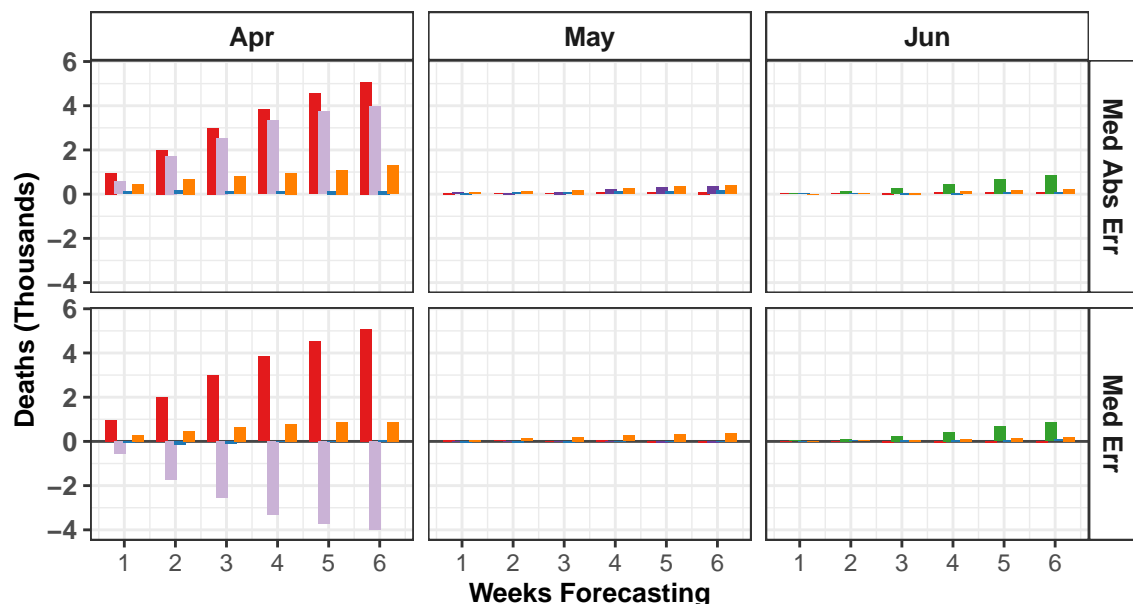 Apr May Jun
6
4
2
0
−2
−4
Med Abs Err
6
4
2
0
−2
−4
Med Err
Deaths (Thousands)
1 2 3 4 5 6 1 2 3 4 5 6 1 2 3 4 5 6
Weeks Forecasting